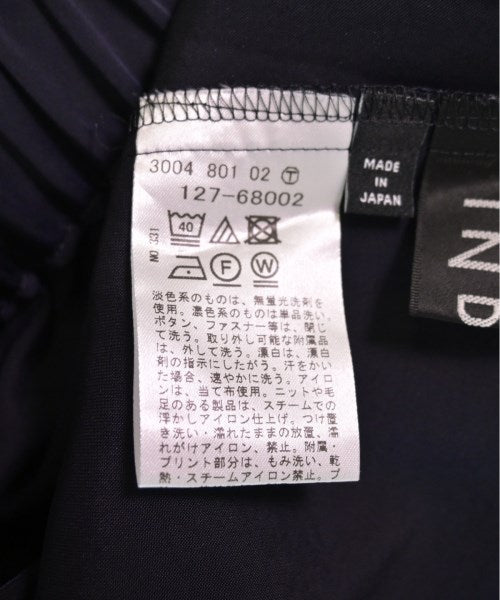 3004 801 02 Ⓣ
127-68002
NO.331
40
F
W
淡色系のものは、無蛍光洗剤を
使用。濃色系のものは単品洗い。
ボタン、ファスナー等は、閉じ
て洗う。取り外し可能な附属品
は、外して洗う。漂白は、漂白
剤の指示にしたがう。汗をかい
た場合、速やかに洗う。アイロ
ンは、当て布使用。ニットや毛
足のある製品は、スチームでの
浮かしアイロン仕上げ。つけ置
き洗い・濡れたままの放置、濡
れがけアイロン、禁止。附属・
プリント部分は、もみ洗い、乾
熱・スチームアイロン禁止。プ
MADE
IN
JAPAN